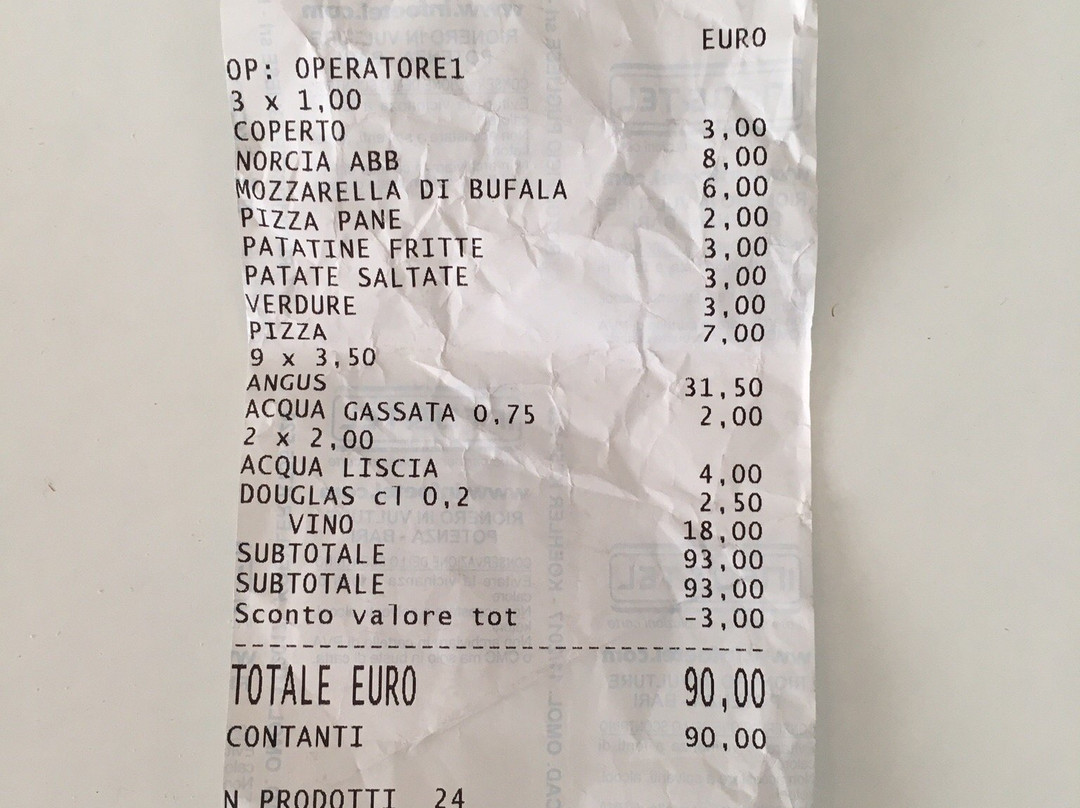 EURO
OP: OPERATORE1
3 x 1,00
COPERTO 3,00
NORCIA ABB 8,00
MOZZARELLA DI BUFALA 6,00
PIZZA PANE 2,00
PATATINE FRITTE 3,00
PATATE SALTATE 3,00
VERDURE 3,00
PIZZA 7,00
9 x 3,50
ANGUS 31,50
ACQUA GASSATA 0,75 2,00
2 x 2,00
ACQUA LISCIA 4,00
DOUGLAS cl 0,2 2,50
VINO 18,00
SUBTOTALE 93,00
SUBTOTALE 93,00
Sconto valore tot -3,00
TOTALE EURO 90,00
CONTANTI 90,00
N PRODOTTI 24